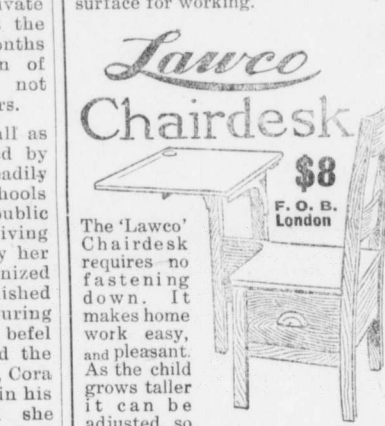 ivate
the
onths
n of
not
rs.
all as
d by
adily
hools
public
iving
y her
nized
ished
uring
befel
d the
, Cora
in his
she
surface for working.
Lawco
Chairdesk
$8
F. O. B.
London
The 'Lawco'
Chairdesk
requires no
fastening
down. It
makes home
work easy,
and pleasant.
As the child
grows taller
it can be
adjusted so